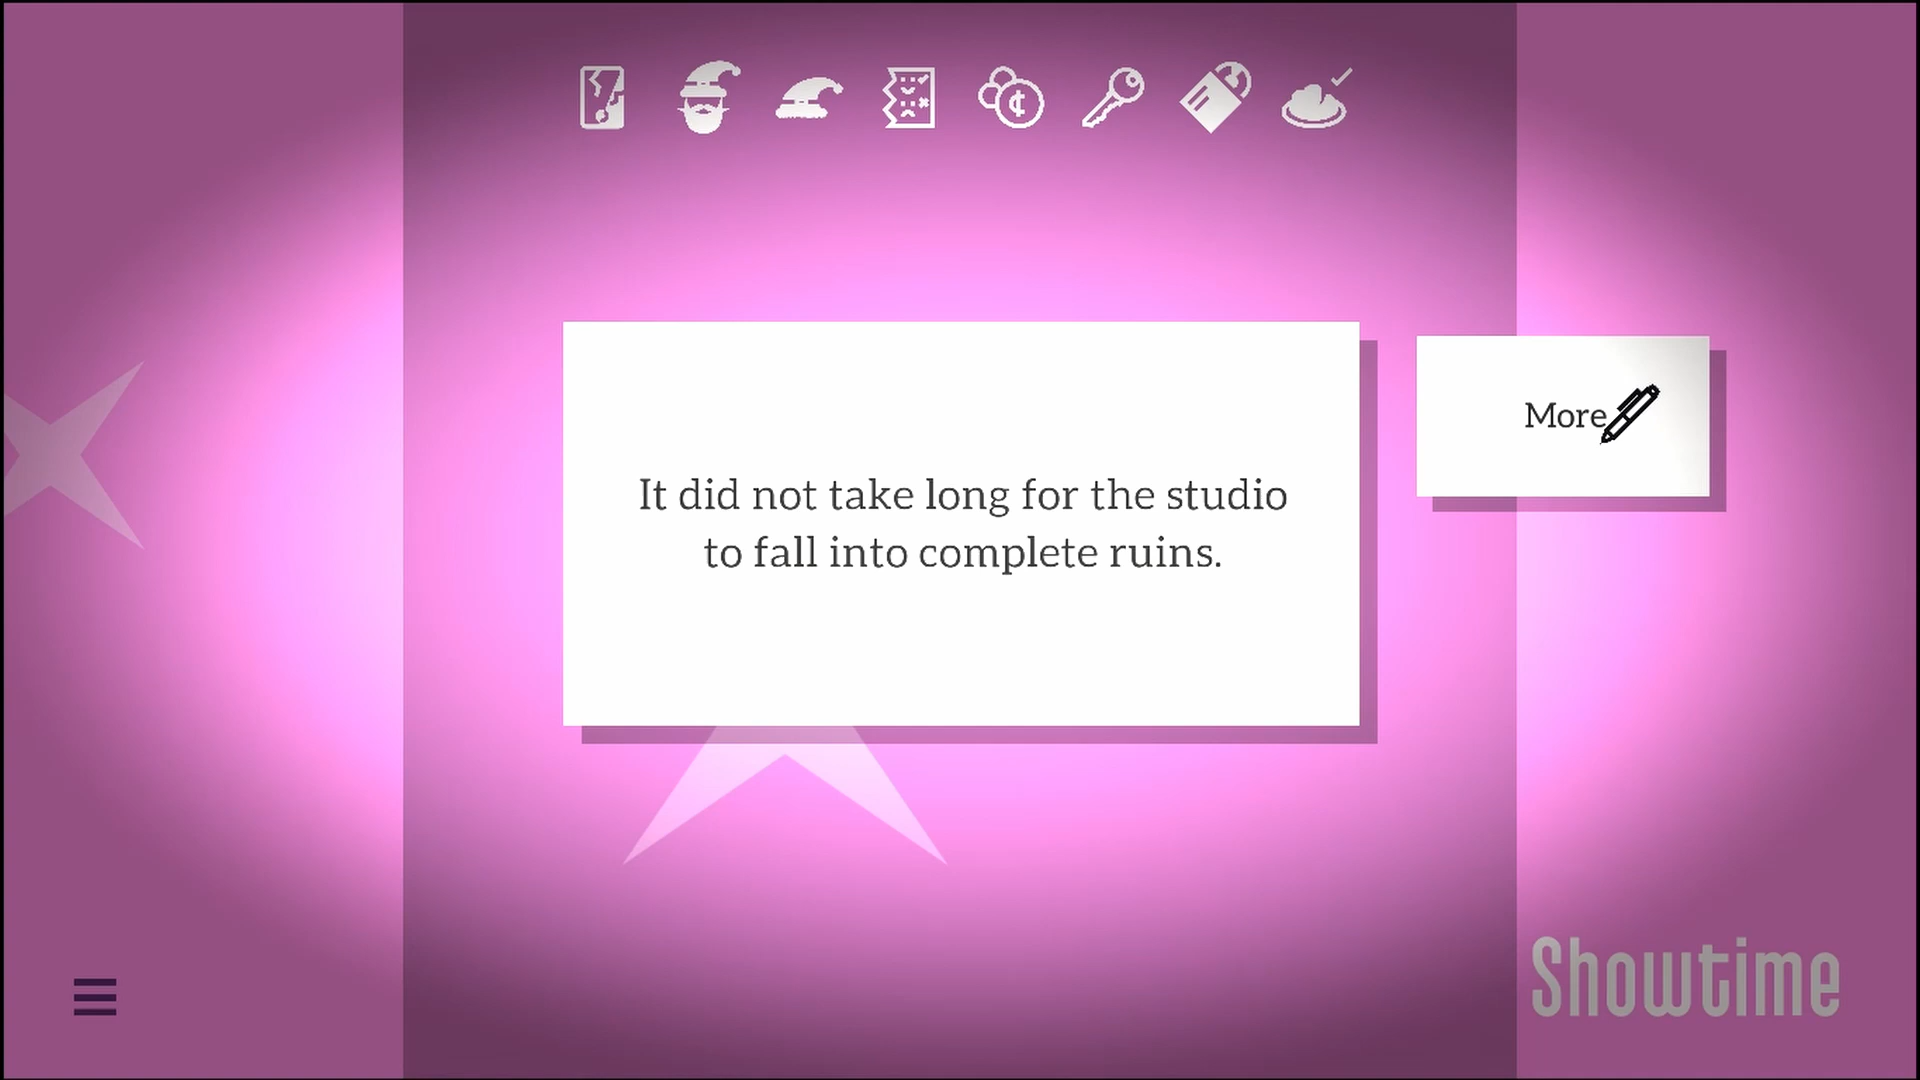 It did not take long for the studio
to fall into complete ruins.
More
Showtime